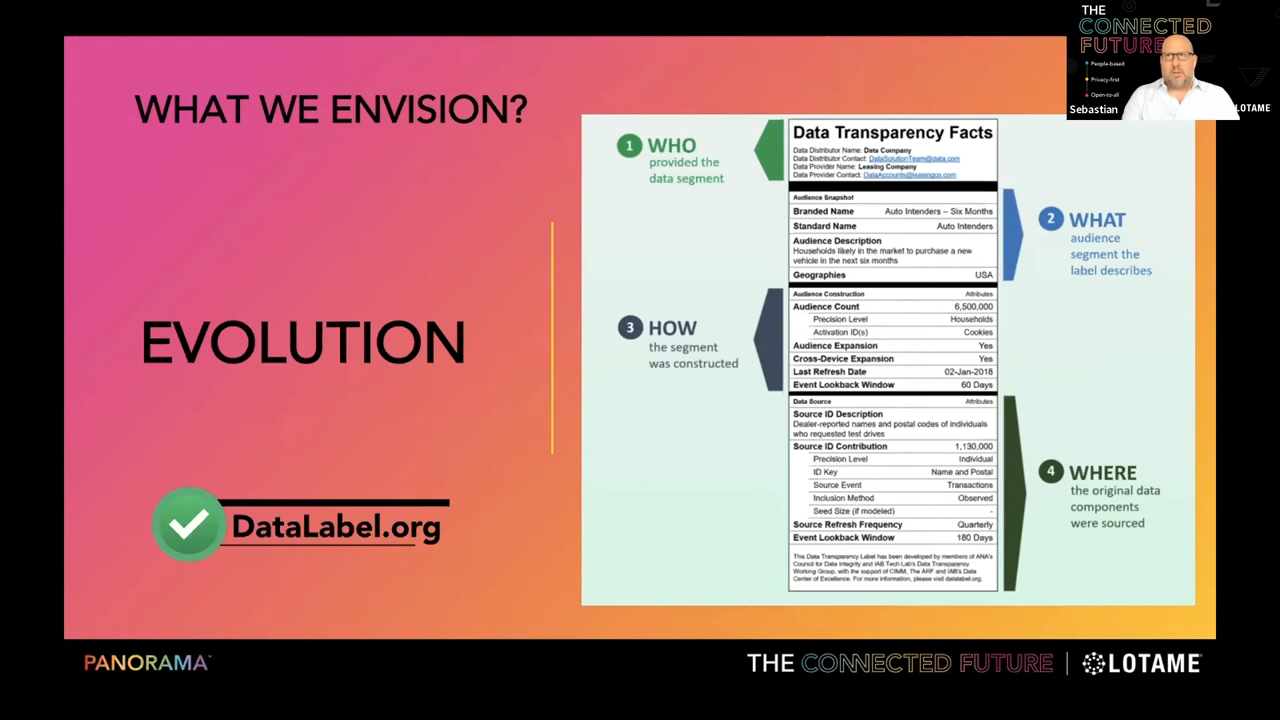 WHAT WE ENVISION?
EVOLUTION
DataLabel.org
1 WHO
provided the
data segment
3 HOW
the segment
was constructed
Data Transparency Facts
Data Distributor Name: Data Company
Data Distributor Contact: DataSolutionTeam@data.com
Data Provider Name: Leasing Company
Data Provider Contact: DataAccounts@leasingco.com
Audience Snapshot
Branded Name Auto Intenders – Six Months
Standard Name Auto Intenders
Audience Description
Households likely in the market to purchase a new
vehicle in the next six months
Geographies USA
Audience Construction Attributes
Audience Count 6,500,000
Precision Level Households
Activation ID(s) Cookies
Audience Expansion Yes
Cross-Device Expansion Yes
Last Refresh Date 02-Jan-2018
Event Lookback Window 60 Days
Data Source Attributes
Source ID Description
Dealer-reported names and postal codes of individuals
who requested test drives
Source ID Contribution 1,130,000
Precision Level Individual
ID Key Name and Postal
Source Event Transactions
Inclusion Method Observed
Seed Size (if modeled) -
Source Refresh Frequency Quarterly
Event Lookback Window 180 Days
This Data Transparency Label has been developed by members of ANA's
Council for Data Integrity and IAB Tech Lab's Data Transparency
Working Group, with the support of CIMM, The ARF and IAB's Data
Center of Excellence. For more information, please visit datalabel.org.
2 WHAT
audience
segment the
label describes
4 WHERE
the original data
components
were sourced
THE
CONNECTED
FUTURE
People-based
Privacy-first
Open-to-all
Sebastian
LOTAME
PANORAMA™
THE CONNECTED FUTURE | LOTAME